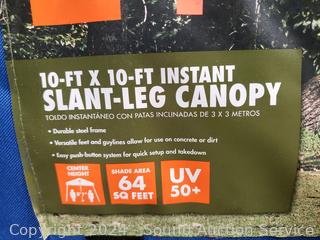 10-FT X 10-FT INSTANT
SLANT-LEG CANOPY
TOLDO INSTANTÁNEO CON PATAS INCLINADAS DE 3 X 3 METROS
• Durable steel frame
• Versatile feet and guylines allow for use on concrete or dirt
• Easy push-button system for quick setup and takedown
CENTER
HEIGHT
SHADE AREA
64
SQ FEET
UV
50+
Copyright 2024 - South Auction Service